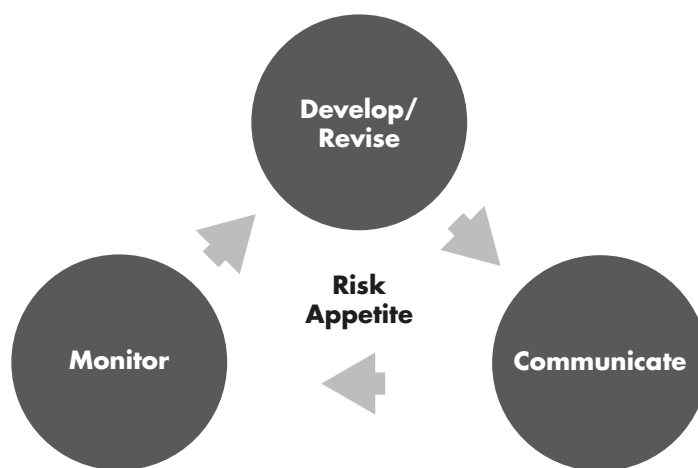 Develop/
Revise
Risk
Appetite
Monitor
Communicate